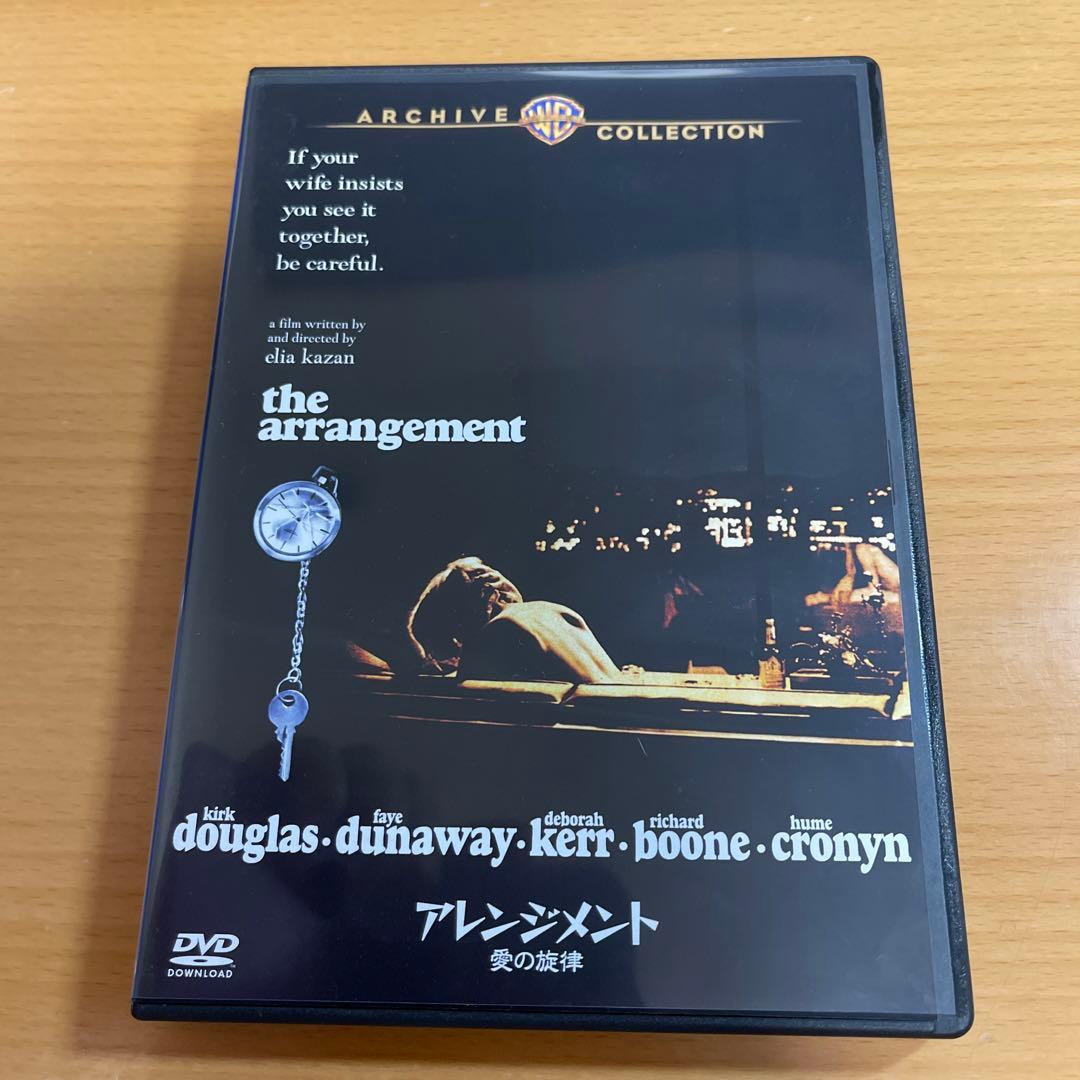 ARCHIVE WB COLLECTION
If your
wife insists
you see it
together,
be careful.
a film written by
and directed by
elia kazan
the
arrangement
kirk faye deborah richard hume
douglas · dunaway · kerr · boone · cronyn
アレンジメント
愛の旋律
DVD
DOWNLOAD